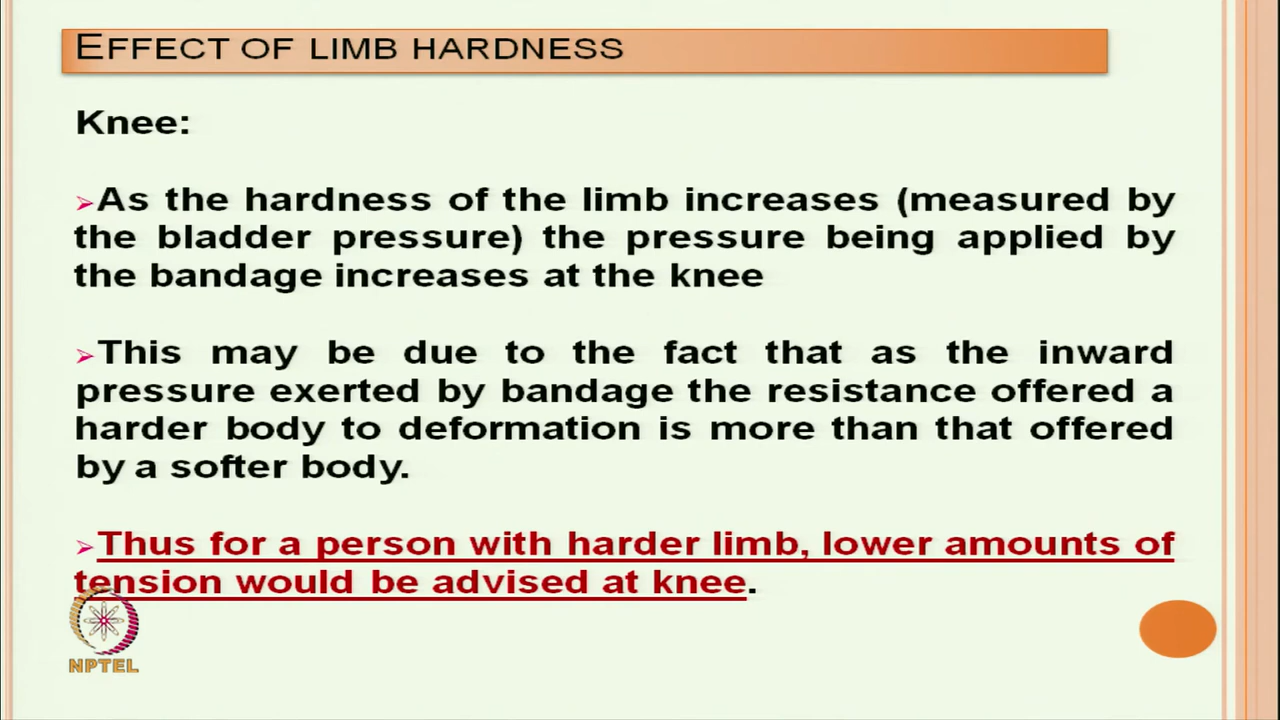 EFFECT OF LIMB HARDNESS
Knee:
➢As the hardness of the limb increases (measured by
the bladder pressure) the pressure being applied by
the bandage increases at the knee
➢This may be due to the fact that as the inward
pressure exerted by bandage the resistance offered a
harder body to deformation is more than that offered
by a softer body.
➢Thus for a person with harder limb, lower amounts of
tension would be advised at knee.
NPTEL